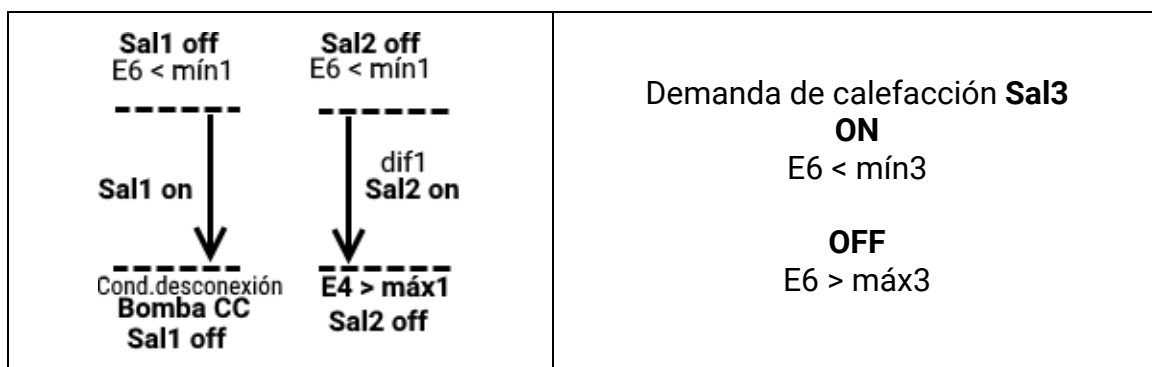 Sal1 off
E6 < mín1
Sal2 off
E6 < mín1
Sal1 on
dif1
Sal2 on
Cond.desconexión
Bomba CC
Sal1 off
E4 > máx1
Sal2 off
Demanda de calefacción Sal3
ON
E6 < mín3
OFF
E6 > máx3